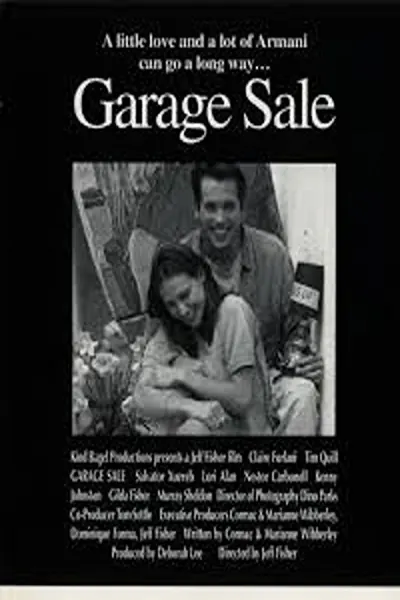 A little love and a lot of Armani
can go a long way...
Garage Sale
Kind Bagel Productions presents a Jeff Fisher film Claire Forlani Tim Quill
GARAGE SALE Salvator Xuereb Lori Alan Nestor Carbonell Kenny
Johnston Gilda Fisher Murray Sheldon Director of Photography Dino Parks
Co-Producer Executive Producers Cormac & Marianne Wibberley,
Dominique Forma, Jeff Fisher Written by Cormac & Marianne Wibberley
Produced by Deborah Lee Directed by Jeff Fisher